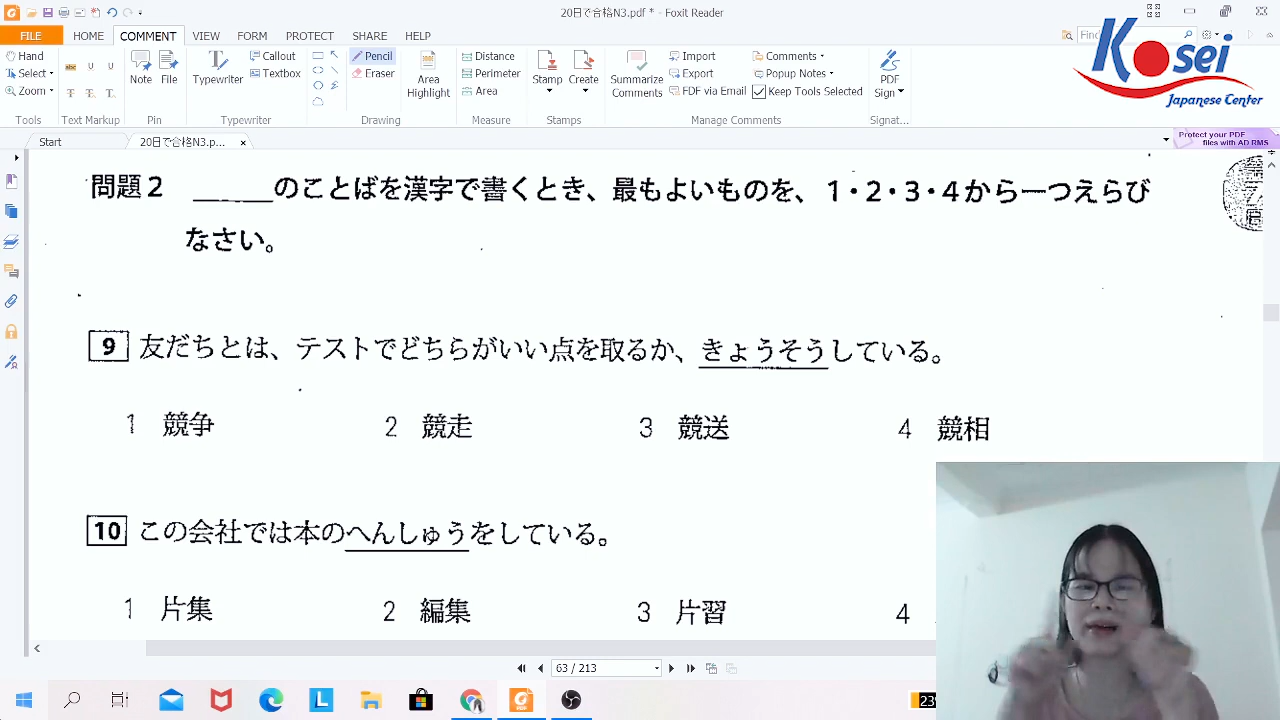 20日で合格N3.pdf * - Foxit Reader
FILE HOME COMMENT VIEW FORM PROTECT SHARE HELP
Find
Hand
Select
Zoom
Tools
Text Markup
Note File
Pin
Typewriter
Callout
Textbox
Typewriter
Pencil
Eraser
Drawing
Area Highlight
Distance
Perimeter
Area
Measure
Stamp Create
Stamps
Summarize Comments
Import
Export
FDF via Email
Comments
Popup Notes
Keep Tools Selected
Manage Comments
PDF Sign
Signat...
Kosei
Japanese Center
Start
20日で合格N3.p...
Protect your PDF
files with AD RMS
問題2 ______のことばを漢字で書くとき、最もよいものを、1・2・3・4から一つえらび
なさい。
9 友だちとは、テストでどちらがいい点を取るか、きょうそうしている。
1 競争 2 競走 3 競送 4 競相
10 この会社では本のへんしゅうをしている。
1 片集 2 編集 3 片習 4
63 / 213